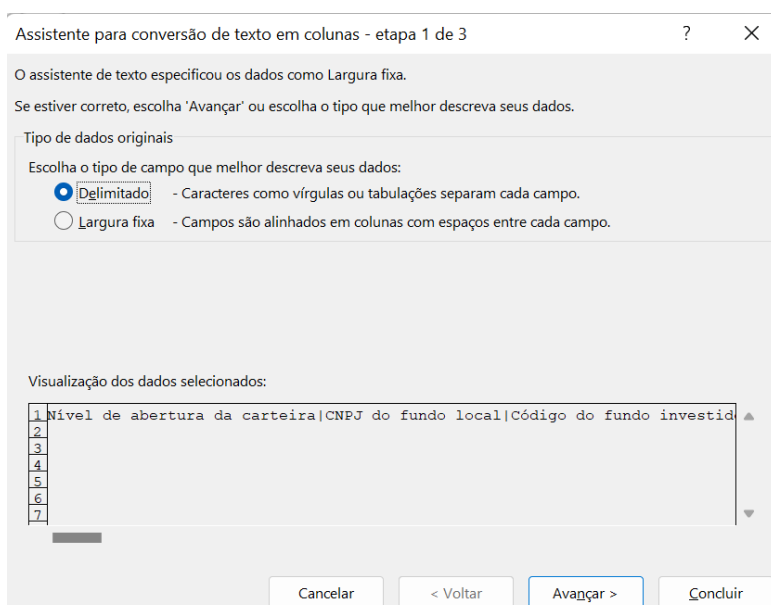 Assistente para conversão de texto em colunas - etapa 1 de 3 ?
O assistente de texto especificou os dados como Largura fixa.
Se estiver correto, escolha 'Avançar' ou escolha o tipo que melhor descreva seus dados.
Tipo de dados originais
Escolha o tipo de campo que melhor descreva seus dados:
Delimitado - Caracteres como vírgulas ou tabulações separam cada campo.
Largura fixa - Campos são alinhados em colunas com espaços entre cada campo.
Visualização dos dados selecionados:
1 Nível de abertura da carteira|CNPJ do fundo local|Código do fundo investid
2
3
4
5
6
7
Cancelar < Voltar Avançar > Concluir